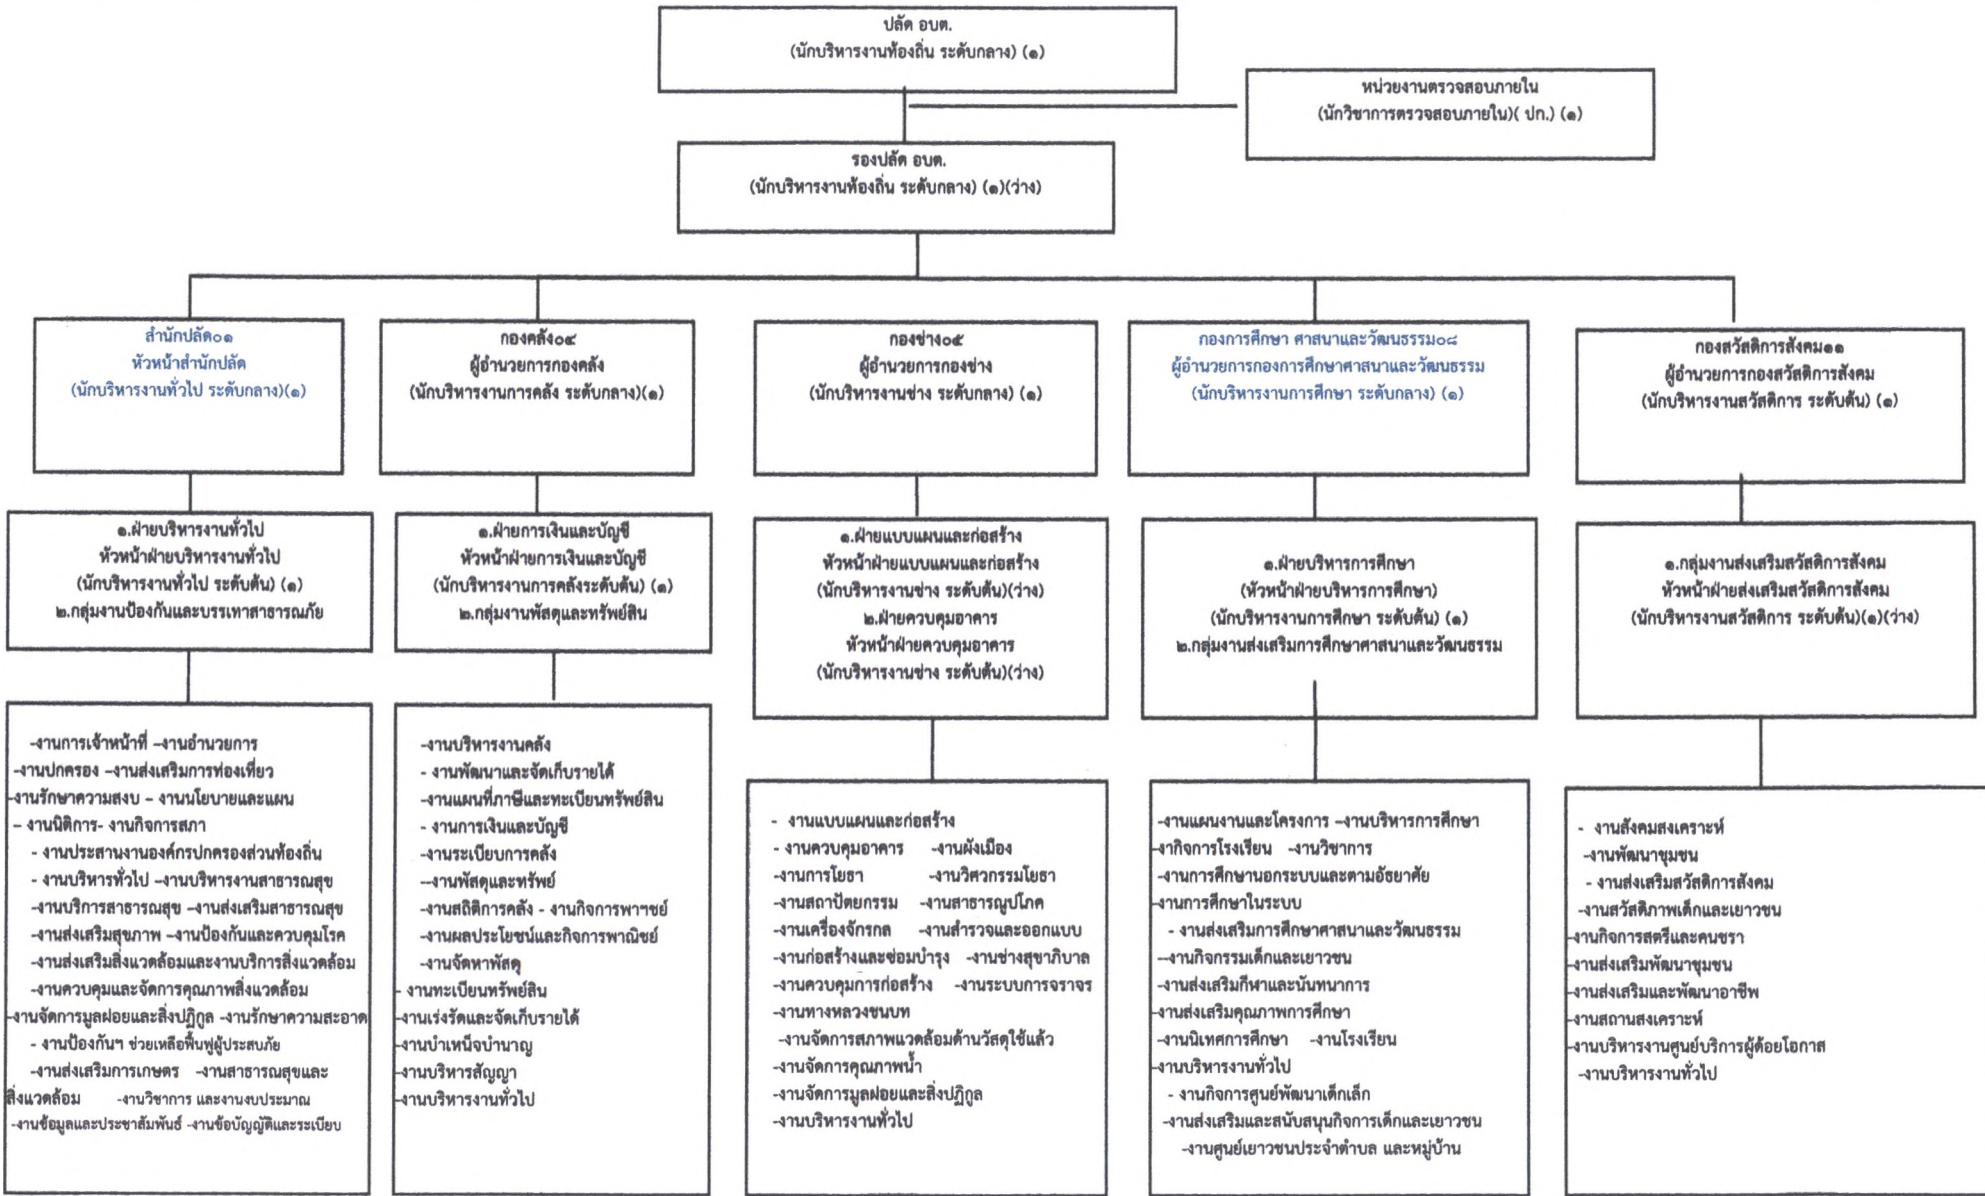 ปลัด อบต.
(นักบริหารงานท้องถิ่น ระดับกลาง) (๑)
หน่วยงานตรวจสอบภายใน
(นักวิชาการตรวจสอบภายใน)( ปก.) (๑)
รองปลัด อบต.
(นักบริหารงานท้องถิ่น ระดับกลาง) (๑)(ว่าง)
สำนักปลัด๐๑
หัวหน้าสำนักปลัด
(นักบริหารงานทั่วไป ระดับกลาง)(๑)
กองคลัง๐๔
ผู้อำนวยการกองคลัง
(นักบริหารงานการคลัง ระดับกลาง)(๑)
กองช่าง๐๕
ผู้อำนวยการกองช่าง
(นักบริหารงานช่าง ระดับกลาง) (๑)
กองการศึกษา ศาสนาและวัฒนธรรม๐๘
ผู้อำนวยการกองการศึกษาศาสนาและวัฒนธรรม
(นักบริหารงานการศึกษา ระดับกลาง) (๑)
กองสวัสดิการสังคม๑๑
ผู้อำนวยการกองสวัสดิการสังคม
(นักบริหารงานสวัสดิการ ระดับต้น) (๑)
๑.ฝ่ายบริหารงานทั่วไป
หัวหน้าฝ่ายบริหารงานทั่วไป
(นักบริหารงานทั่วไป ระดับต้น) (๑)
๒.กลุ่มงานป้องกันและบรรเทาสาธารณภัย
๑.ฝ่ายการเงินและบัญชี
หัวหน้าฝ่ายการเงินและบัญชี
(นักบริหารงานการคลังระดับต้น) (๑)
๒.กลุ่มงานพัสดุและทรัพย์สิน
๑.ฝ่ายแบบแผนและก่อสร้าง
หัวหน้าฝ่ายแบบแผนและก่อสร้าง
(นักบริหารงานช่าง ระดับต้น)(ว่าง)
๒.ฝ่ายควบคุมอาคาร
หัวหน้าฝ่ายควบคุมอาคาร
(นักบริหารงานช่าง ระดับต้น)(ว่าง)
๑.ฝ่ายบริหารการศึกษา
(หัวหน้าฝ่ายบริหารการศึกษา)
(นักบริหารงานการศึกษา ระดับต้น) (๑)
๒.กลุ่มงานส่งเสริมการศึกษาศาสนาและวัฒนธรรม
๑.กลุ่มงานส่งเสริมสวัสดิการสังคม
หัวหน้าฝ่ายส่งเสริมสวัสดิการสังคม
(นักบริหารงานสวัสดิการ ระดับต้น)(๑)(ว่าง)
-งานการเจ้าหน้าที่ –งานอำนวยการ
-งานปกครอง –งานส่งเสริมการท่องเที่ยว
-งานรักษาความสงบ – งานนโยบายและแผน
– งานนิติการ- งานกิจการสภา
- งานประสานงานองค์กรปกครองส่วนท้องถิ่น
- งานบริหารทั่วไป –งานบริหารงานสาธารณสุข
-งานบริการสาธารณสุข –งานส่งเสริมสาธารณสุข
-งานส่งเสริมสุขภาพ –งานป้องกันและควบคุมโรค
-งานส่งเสริมสิ่งแวดล้อมและงานบริการสิ่งแวดล้อม
-งานควบคุมและจัดการคุณภาพสิ่งแวดล้อม
-งานจัดการมูลฝอยและสิ่งปฏิกูล -งานรักษาความสะอาด
- งานป้องกันฯ ช่วยเหลือฟื้นฟูผู้ประสบภัย
-งานส่งเสริมการเกษตร -งานสาธารณสุขและ
สิ่งแวดล้อม -งานวิชาการ และงานงบประมาณ
-งานข้อมูลและประชาสัมพันธ์ -งานข้อบัญญัติและระเบียบ
-งานบริหารงานคลัง
- งานพัฒนาและจัดเก็บรายได้
-งานแผนที่ภาษีและทะเบียนทรัพย์สิน
- งานการเงินและบัญชี
-งานระเบียบการคลัง
--งานพัสดุและทรัพย์
-งานสถิติการคลัง - งานกิจการพาฯชย์
-งานผลประโยชน์และกิจการพาณิชย์
-งานจัดหาพัสดุ
- งานทะเบียนทรัพย์สิน
-งานเร่งรัดและจัดเก็บรายได้
-งานบำเหน็จบำนาญ
-งานบริหารสัญญา
-งานบริหารงานทั่วไป
- งานแบบแผนและก่อสร้าง
- งานควบคุมอาคาร -งานผังเมือง
-งานการโยธา -งานวิศวกรรมโยธา
-งานสถาปัตยกรรม -งานสาธารณูปโภค
-งานเครื่องจักรกล -งานสำรวจและออกแบบ
-งานก่อสร้างและซ่อมบำรุง -งานช่างสุขาภิบาล
-งานควบคุมการก่อสร้าง -งานระบบการจราจร
-งานทางหลวงชนบท
-งานจัดการสภาพแวดล้อมด้านวัสดุใช้แล้ว
-งานจัดการคุณภาพน้ำ
-งานจัดการมูลฝอยและสิ่งปฏิกูล
-งานบริหารงานทั่วไป
-งานแผนงานและโครงการ –งานบริหารการศึกษา
-งากิจการโรงเรียน -งานวิชาการ
-งานการศึกษานอกระบบและตามอัธยาศัย
-งานการศึกษาในระบบ
- งานส่งเสริมการศึกษาศาสนาและวัฒนธรรม
--งานกิจกรรมเด็กและเยาวชน
-งานส่งเสริมกีฬาและนันทนาการ
-งานส่งเสริมคุณภาพการศึกษา
-งานนิเทศการศึกษา -งานโรงเรียน
-งานบริหารงานทั่วไป
- งานกิจการศูนย์พัฒนาเด็กเล็ก
-งานส่งเสริมและสนับสนุนกิจการเด็กและเยาวชน
-งานศูนย์เยาวชนประจำตำบล และหมู่บ้าน
- งานสังคมสงเคราะห์
-งานพัฒนาชุมชน
- งานส่งเสริมสวัสดิการสังคม
-งานสวัสดิภาพเด็กและเยาวชน
-งานกิจการสตรีและคนชรา
-งานส่งเสริมพัฒนาชุมชน
-งานส่งเสริมและพัฒนาอาชีพ
-งานสถานสงเคราะห์
-งานบริหารงานศูนย์บริการผู้ด้อยโอกาส
-งานบริหารงานทั่วไป